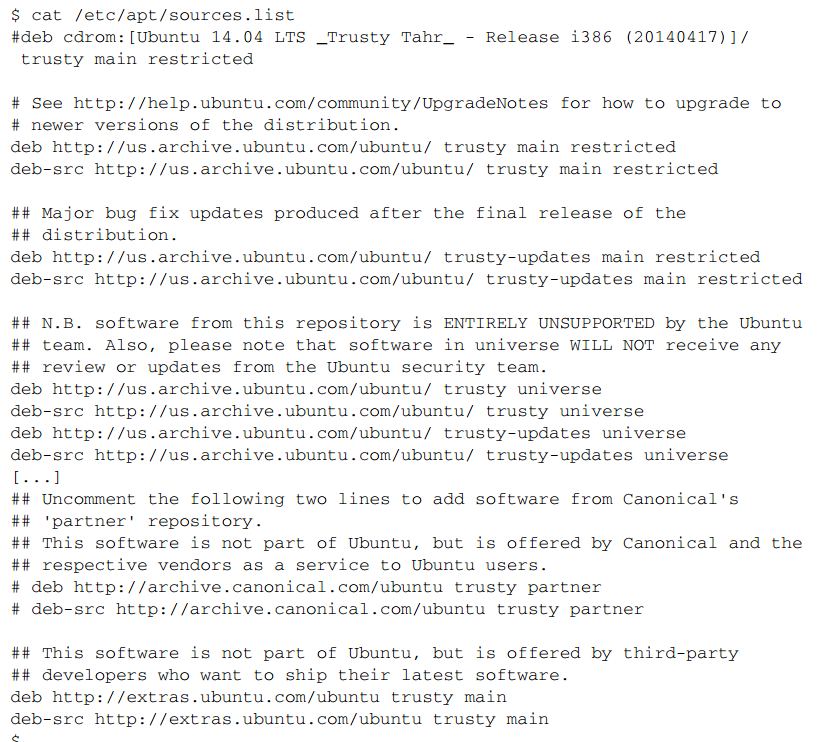 $ cat /etc/apt/sources.list
#deb cdrom:[Ubuntu 14.04 LTS _Trusty Tahr_ - Release i386 (20140417)]/
 trusty main restricted

# See http://help.ubuntu.com/community/UpgradeNotes for how to upgrade to
# newer versions of the distribution.
deb http://us.archive.ubuntu.com/ubuntu/ trusty main restricted
deb-src http://us.archive.ubuntu.com/ubuntu/ trusty main restricted

## Major bug fix updates produced after the final release of the
## distribution.
deb http://us.archive.ubuntu.com/ubuntu/ trusty-updates main restricted
deb-src http://us.archive.ubuntu.com/ubuntu/ trusty-updates main restricted

## N.B. software from this repository is ENTIRELY UNSUPPORTED by the Ubuntu
## team. Also, please note that software in universe WILL NOT receive any
## review or updates from the Ubuntu security team.
deb http://us.archive.ubuntu.com/ubuntu/ trusty universe
deb-src http://us.archive.ubuntu.com/ubuntu/ trusty universe
deb http://us.archive.ubuntu.com/ubuntu/ trusty-updates universe
deb-src http://us.archive.ubuntu.com/ubuntu/ trusty-updates universe
[...]
## Uncomment the following two lines to add software from Canonical's
## 'partner' repository.
## This software is not part of Ubuntu, but is offered by Canonical and the
## respective vendors as a service to Ubuntu users.
# deb http://archive.canonical.com/ubuntu trusty partner
# deb-src http://archive.canonical.com/ubuntu trusty partner

## This software is not part of Ubuntu, but is offered by third-party
## developers who want to ship their latest software.
deb http://extras.ubuntu.com/ubuntu trusty main
deb-src http://extras.ubuntu.com/ubuntu trusty main
$